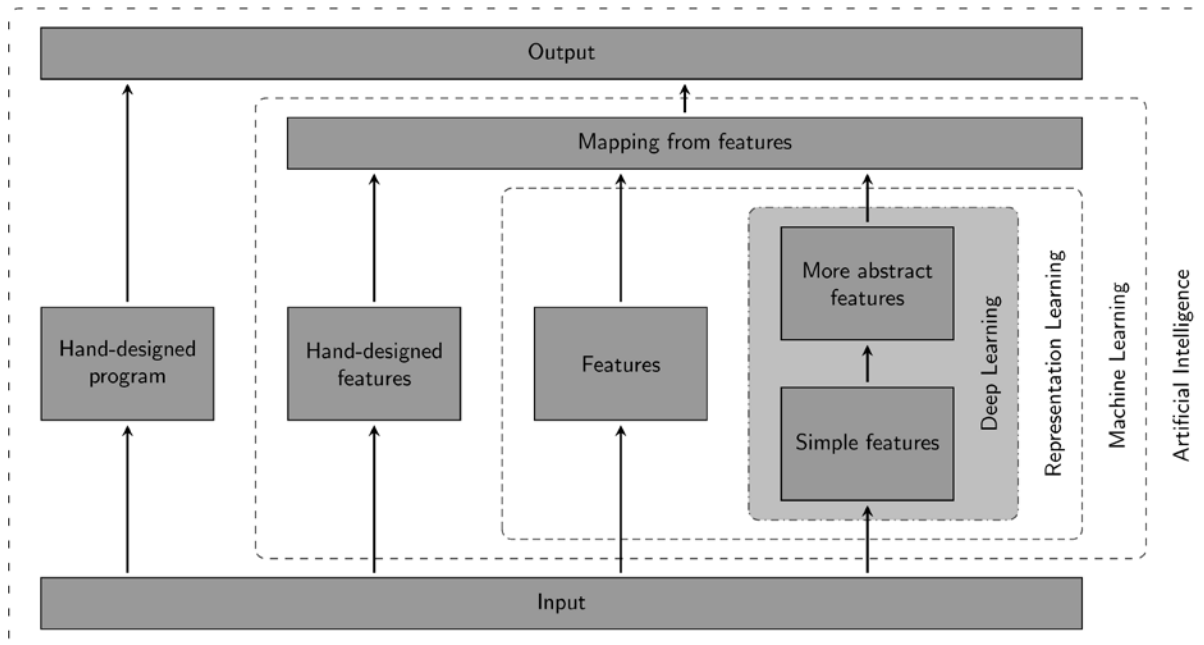 Output
Mapping from features
Hand-designed
program
Hand-designed
features
Features
More abstract
features
Simple features
Deep Learning
Representation Learning
Machine Learning
Artificial Intelligence
Input